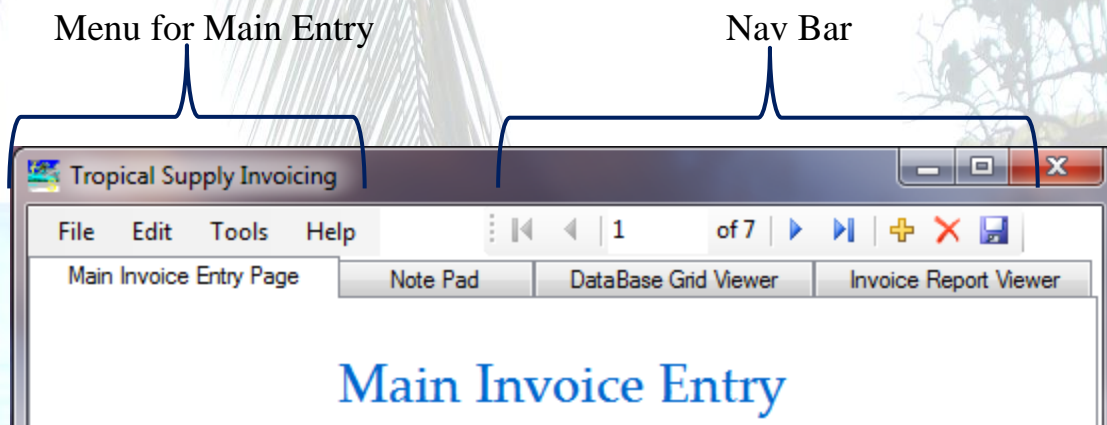 Menu for Main Entry Nav Bar
Tropical Supply Invoicing
File Edit Tools Help 1 of 7
Main Invoice Entry Page Note Pad DataBase Grid Viewer Invoice Report Viewer
Main Invoice Entry